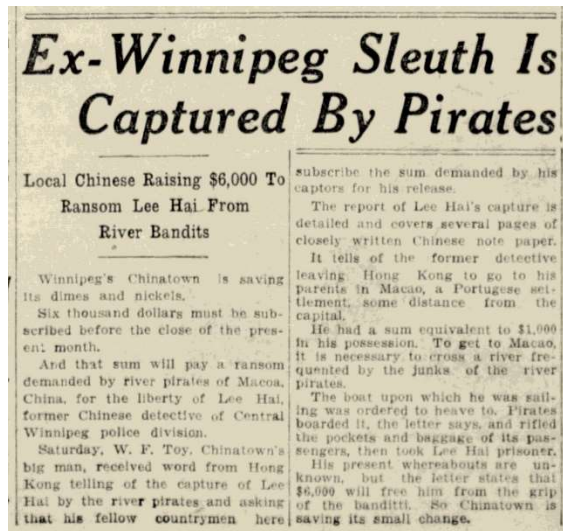 Ex-Winnipeg Sleuth Is
Captured By Pirates
Local Chinese Raising $6,000 To
Ransom Lee Hai From
River Bandits
Winnipeg's Chinatown is saving
its dimes and nickels.
Six thousand dollars must be sub-
scribed before the close of the pres-
ent month.
And that sum will pay a ransom
demanded by river pirates of Macoa,
China, for the liberty of Lee Hai,
former Chinese detective of Central
Winnipeg police division.
Saturday, W. F. Toy, Chinatown's
big man, received word from Hong
Kong telling of the capture of Lee
Hai by the river pirates and asking
that his fellow countrymen here
subscribe the sum demanded by his
captors for his release.
The report of Lee Hai's capture is
detailed and covers several pages of
closely written Chinese note paper.
It tells of the former detective
leaving Hong Kong to go to his
parents in Macao, a Portugese set-
tlement, some distance from the
capital.
He had a sum equivalent to $1,000
in his possession. To get to Macao,
it is necessary to cross a river fre-
quented by the junks of the river
pirates.
The boat upon which he was sail-
ing was ordered to heave to. Pirates
boarded it, the letter says, and rifled
the pockets and baggage of its pas-
sengers, then took Lee Hai prisoner.
His present whereabouts are un-
known, but the letter states that
$6,000 will free him from the grip
of the banditti. So Chinatown is
saving its small change.